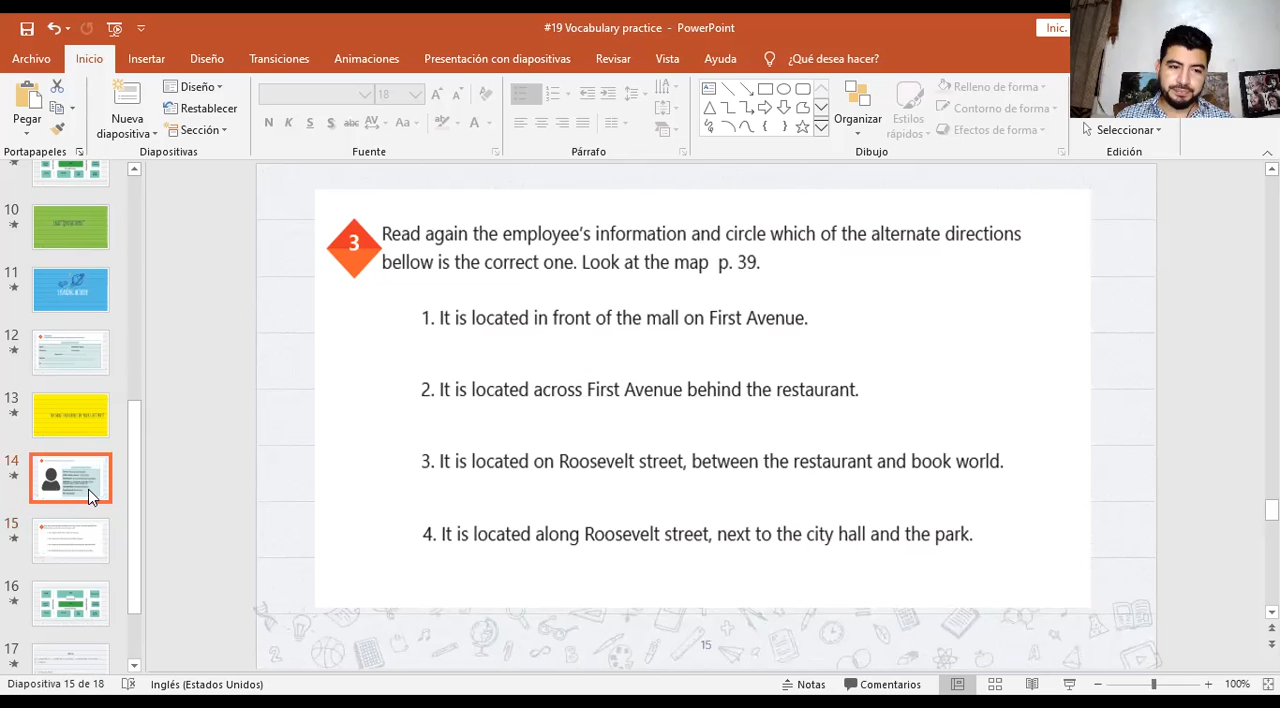 #19 Vocabulary practice - PowerPoint
Inic.
Archivo Inicio Insertar Diseño Transiciones Animaciones Presentación con diapositivas Revisar Vista Ayuda ¿Qué desea hacer?
Pegar
Nueva diapositiva
Diseño
Restablecer
Sección
18
N K S S abc AV Aa A
Organizar
Estilos rápidos
Relleno de forma
Contorno de forma
Efectos de forma
Seleccionar
Portapapeles Diapositivas Fuente Párrafo Dibujo Edición
10
11
12
13
14
15
16
17
3
Read again the employee's information and circle which of the alternate directions
bellow is the correct one. Look at the map p. 39.
1. It is located in front of the mall on First Avenue.
2. It is located across First Avenue behind the restaurant.
3. It is located on Roosevelt street, between the restaurant and book world.
4. It is located along Roosevelt street, next to the city hall and the park.
15
Diapositiva 15 de 18 Inglés (Estados Unidos) Notas Comentarios 100%